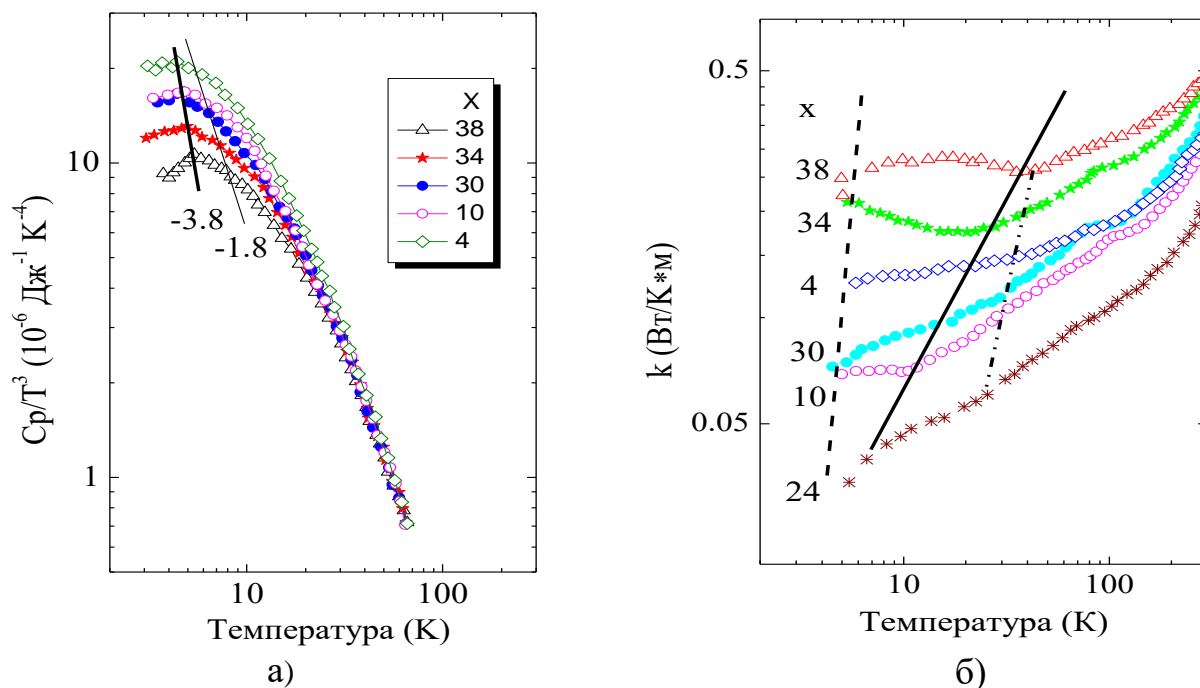 Cp/T³ (10⁻⁶ Дж⁻¹ К⁻⁴)
10
1
10
100
Температура (К)
-3.8
-1.8
X
38
34
30
10
4
а)
k (Вт/К*м)
0.5
0.05
x
38
34
4
30
10
24
10
100
Температура (К)
б)